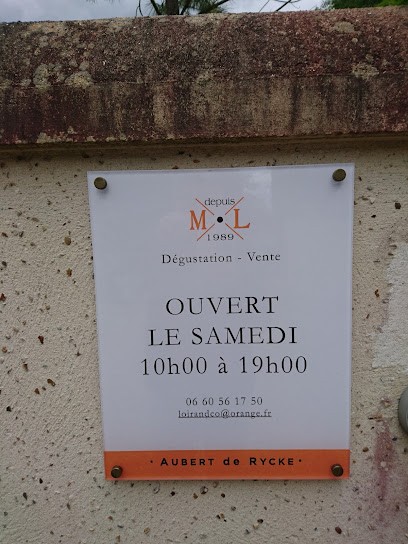 depuis
M • L
1989
Dégustation - Vente
OUVERT
LE SAMEDI
10h00 à 19h00
06 60 56 17 50
loirandco@orange.fr
· AUBERT de RYCKE ·